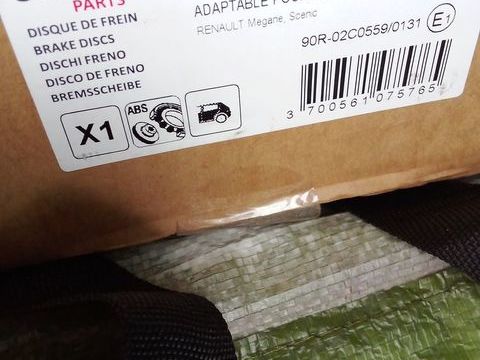 PARTS
DISQUE DE FREIN
BRAKE DISCS
DISCHI FRENO
DISCO DE FRENO
BREMSSCHEIBE
ADAPTABLE
RENAULT Megane, Scenic
90R-02C0559/0131 E1
X1
ABS
3 700561 075765